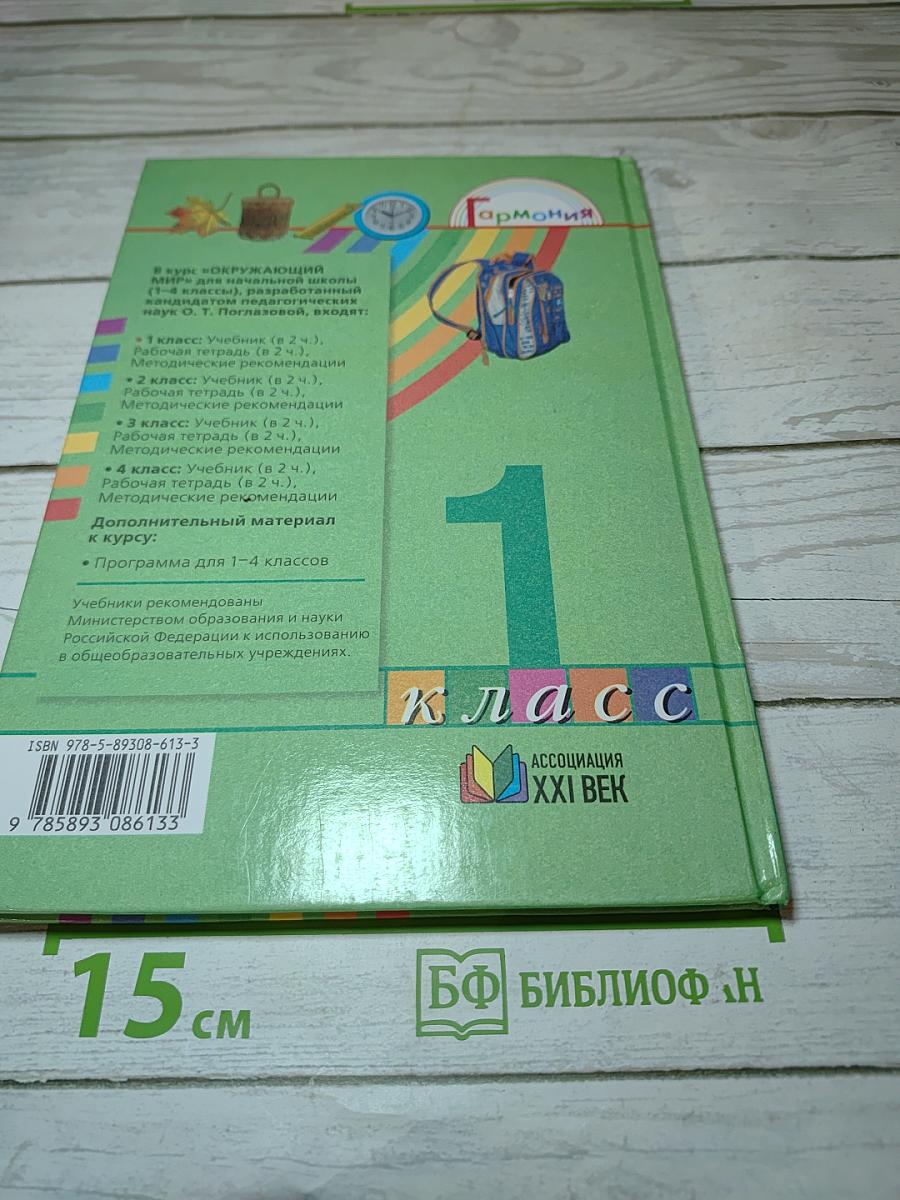 Гармония
В курс «ОКРУЖАЮЩИЙ
МИР» для начальной школы
(1–4 классы), разработанный
кандидатом педагогических
наук О. Т. Поглазовой, входят:
• 1 класс: Учебник (в 2 ч.),
Рабочая тетрадь (в 2 ч.),
Методические рекомендации
• 2 класс: Учебник (в 2 ч.),
Рабочая тетрадь (в 2 ч.),
Методические рекомендации
• 3 класс: Учебник (в 2 ч.),
Рабочая тетрадь (в 2 ч.),
Методические рекомендации
• 4 класс: Учебник (в 2 ч.),
Рабочая тетрадь (в 2 ч.),
Методические рекомендации
Дополнительный материал
к курсу:
• Программа для 1–4 классов
Учебники рекомендованы
Министерством образования и науки
Российской Федерации к использованию
в общеобразовательных учреждениях.
1
класс
ISBN 978-5-89308-613-3
9 785893 086133
АССОЦИАЦИЯ
XXI ВЕК
15 см
БФ БИБЛИОФАН